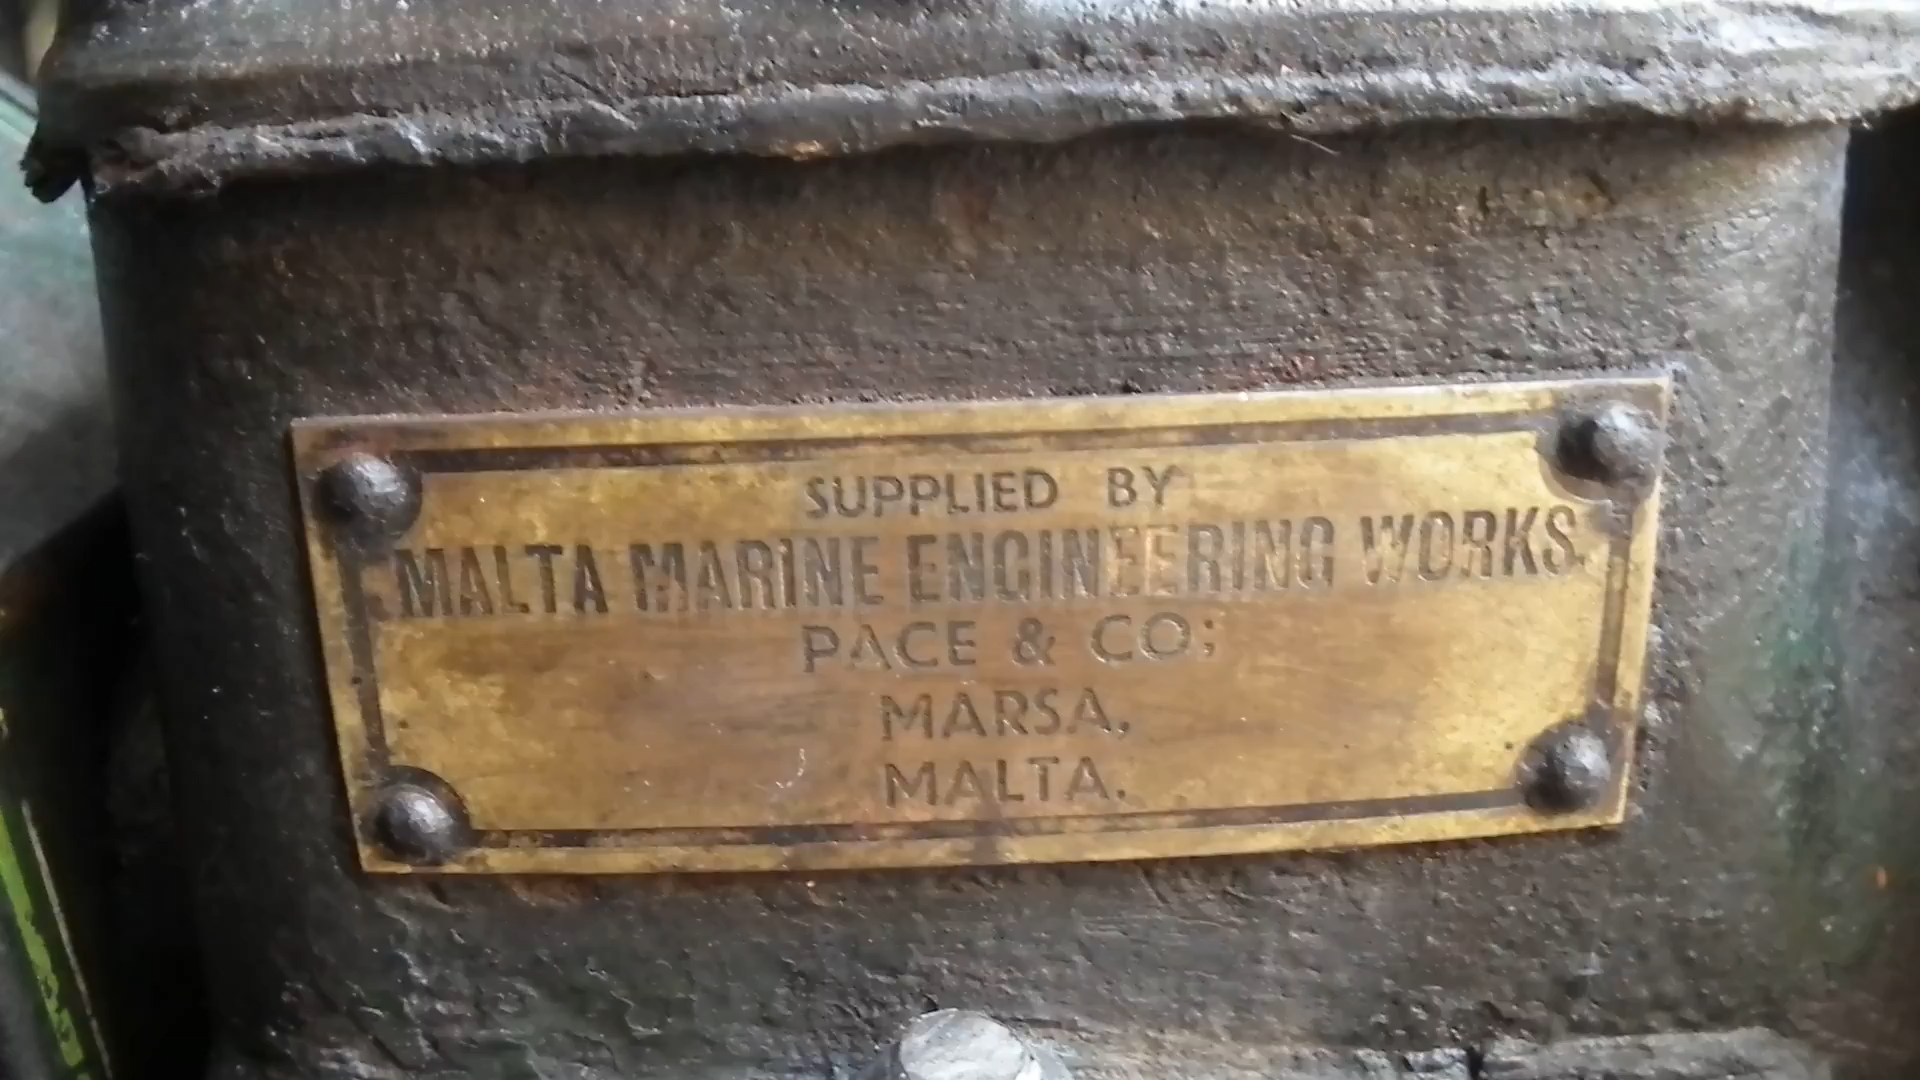 SUPPLIED BY
MALTA MARINE ENGINEERING WORKS.
PACE & CO;
MARSA,
MALTA.